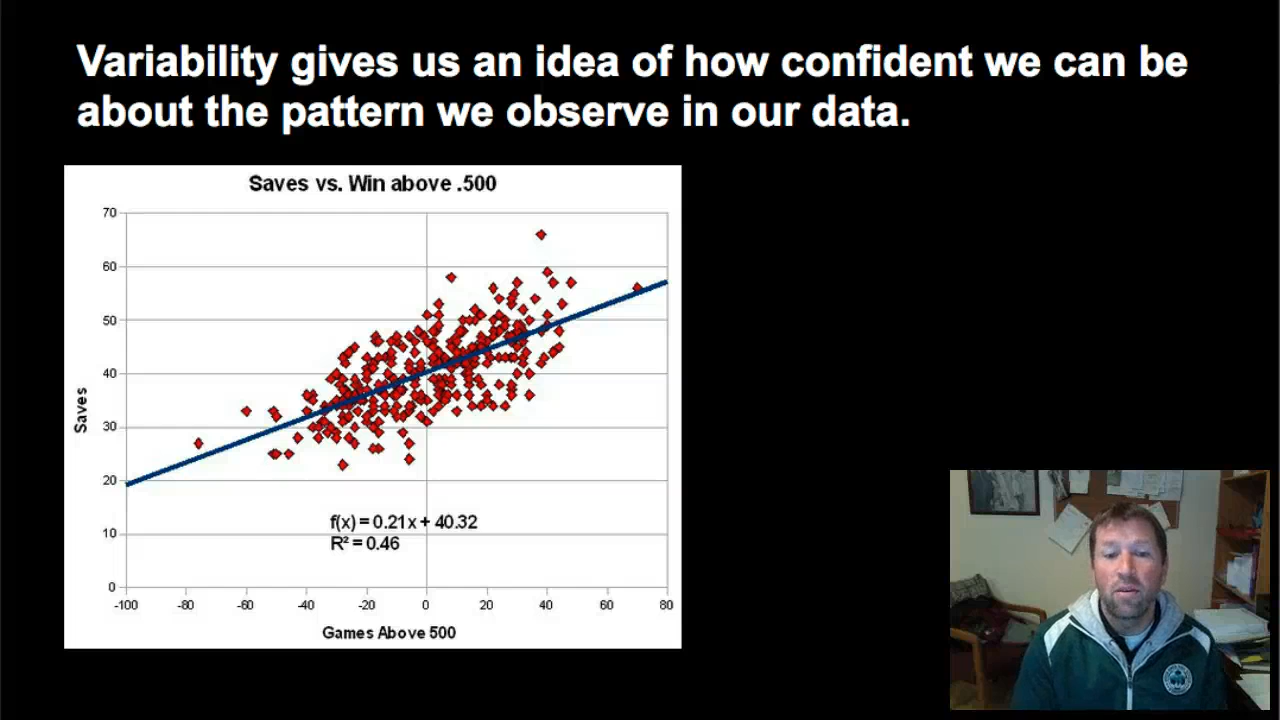 Variability gives us an idea of how confident we can be
about the pattern we observe in our data.
Saves vs. Win above .500
70
60
50
40
30
20
10
0
Saves
f(x) = 0.21x + 40.32
R² = 0.46
-100 -80 -60 -40 -20 0 20 40 60 80
Games Above 500